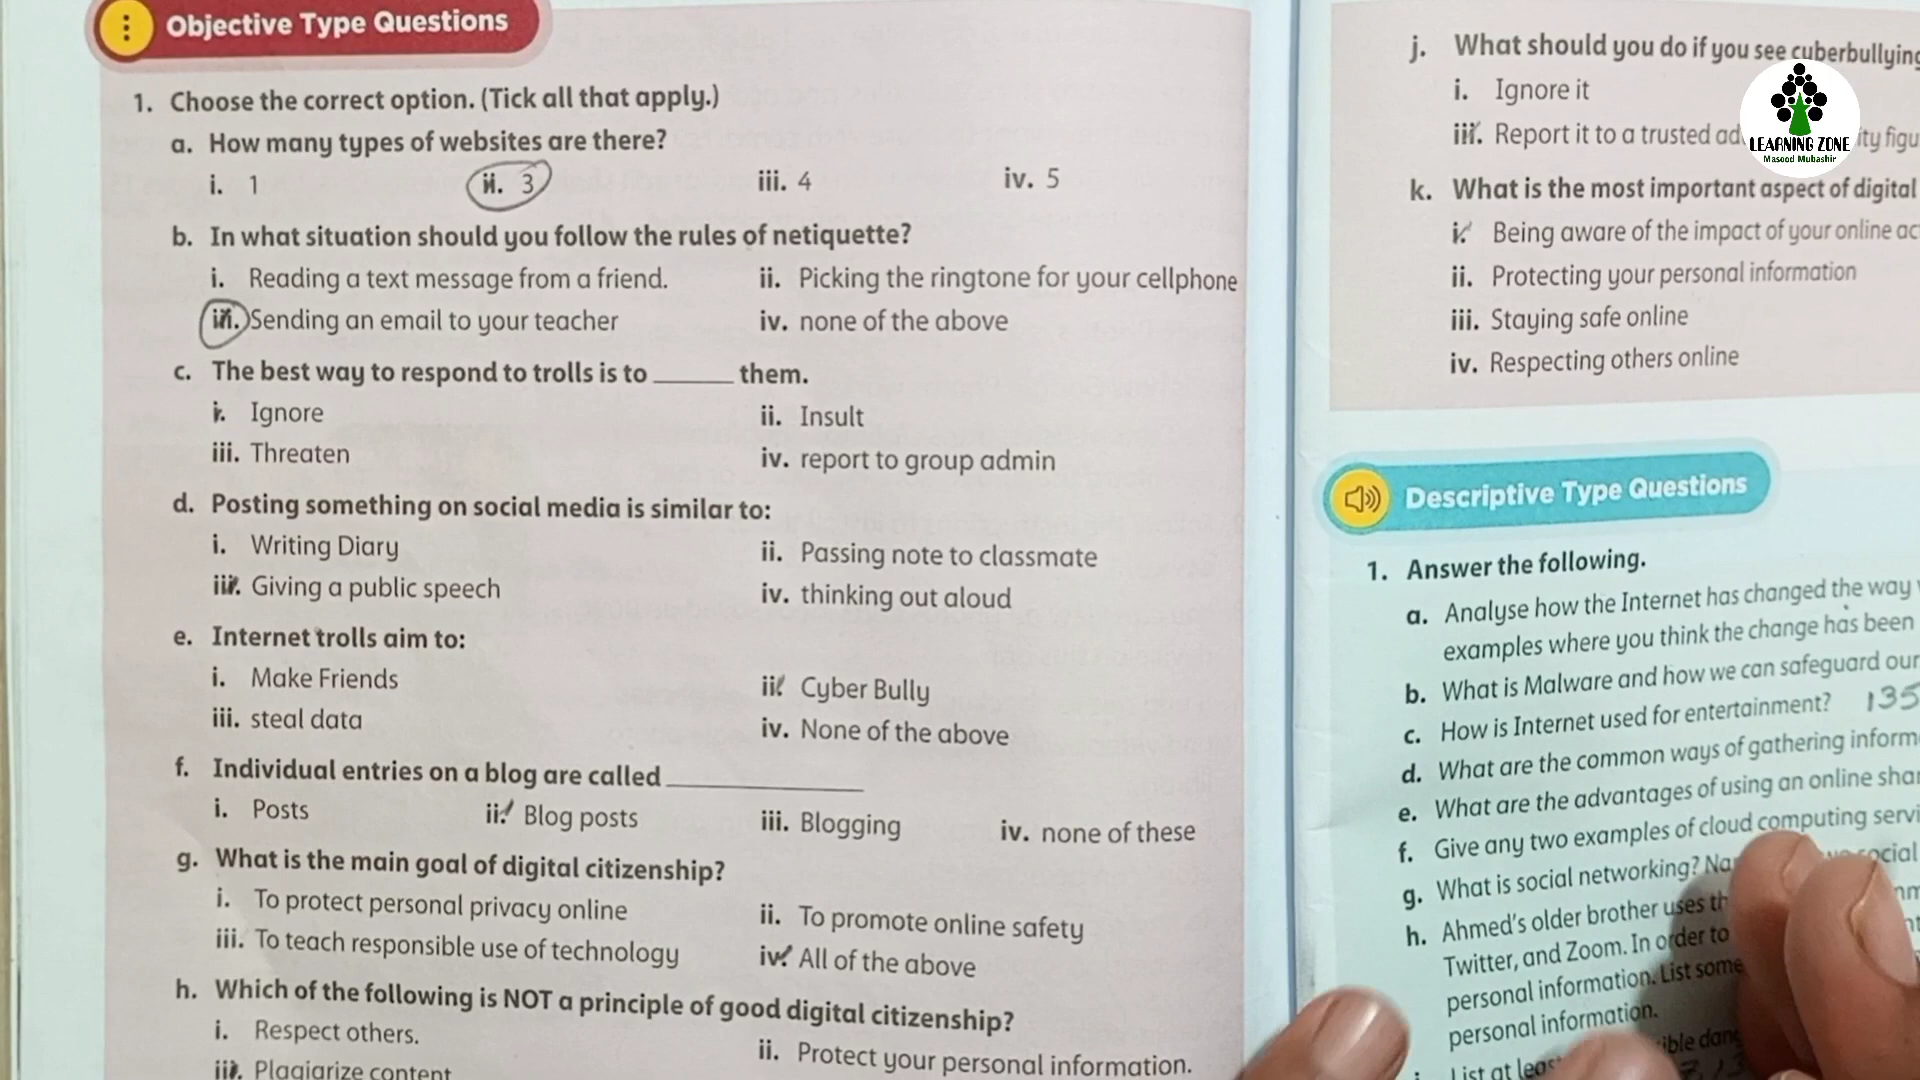 Objective Type Questions
1. Choose the correct option. (Tick all that apply.)
a. How many types of websites are there?
i. 1 ii. 3 iii. 4 iv. 5
b. In what situation should you follow the rules of netiquette?
i. Reading a text message from a friend. ii. Picking the ringtone for your cellphone
iii. Sending an email to your teacher iv. none of the above
c. The best way to respond to trolls is to ______ them.
i. Ignore ii. Insult
iii. Threaten iv. report to group admin
d. Posting something on social media is similar to:
i. Writing Diary ii. Passing note to classmate
iii. Giving a public speech iv. thinking out aloud
e. Internet trolls aim to:
i. Make Friends ii. Cyber Bully
iii. steal data iv. None of the above
f. Individual entries on a blog are called ______________
i. Posts ii. Blog posts iii. Blogging iv. none of these
g. What is the main goal of digital citizenship?
i. To protect personal privacy online ii. To promote online safety
iii. To teach responsible use of technology iv. All of the above
h. Which of the following is NOT a principle of good digital citizenship?
i. Respect others. ii. Protect your personal information.
iii. Plagiarize content
j. What should you do if you see cuberbullying
i. Ignore it
iii. Report it to a trusted
k. What is the most important aspect of digital
i. Being aware of the impact of your online
ii. Protecting your personal information
iii. Staying safe online
iv. Respecting others online
LEARNING ZONE
Masood Mubashir
Descriptive Type Questions
1. Answer the following.
a. Analyse how the Internet has changed the way
examples where you think the change has been
b. What is Malware and how we can safeguard our
c. How is Internet used for entertainment? 135
d. What are the common ways of gathering
e. What are the advantages of using an online
f. Give any two examples of cloud computing
g. What is social networking? social
h. Ahmed's older brother uses
Twitter, and Zoom. In order to
personal information. List some
personal information.
List at